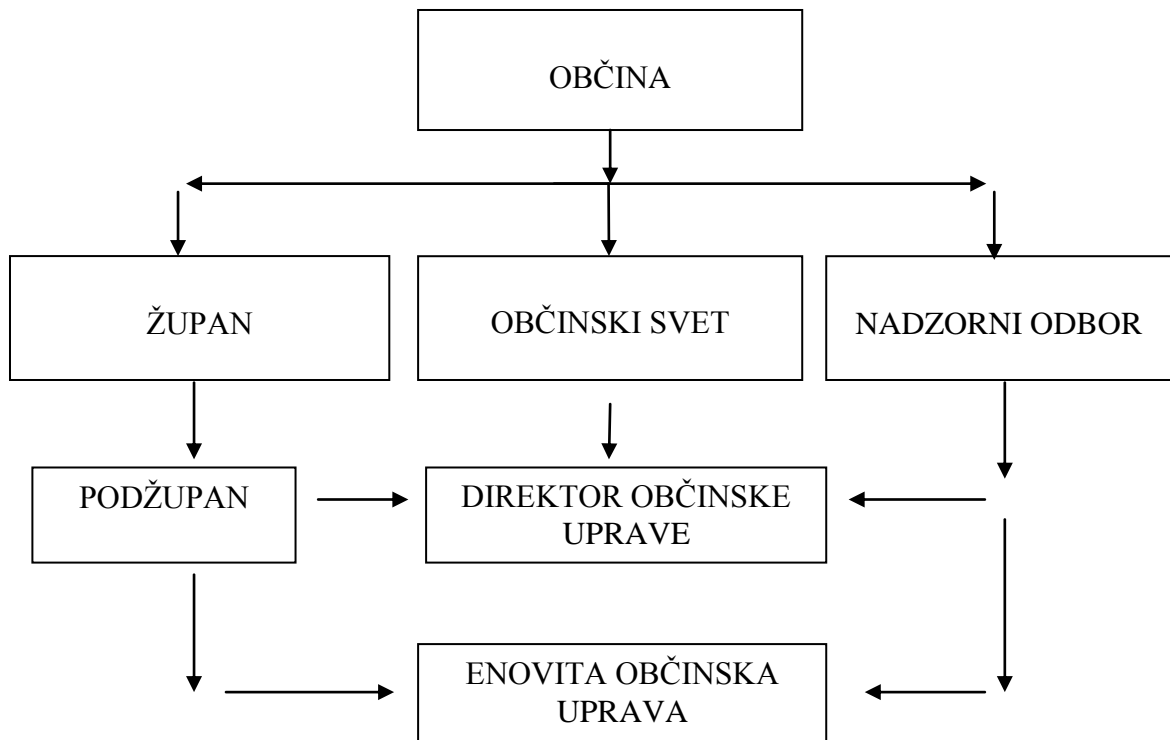 OBČINA
ŽUPAN
OBČINSKI SVET
NADZORNI ODBOR
PODŽUPAN
DIREKTOR OBČINSKE
UPRAVE
ENOVITA OBČINSKA
UPRAVA